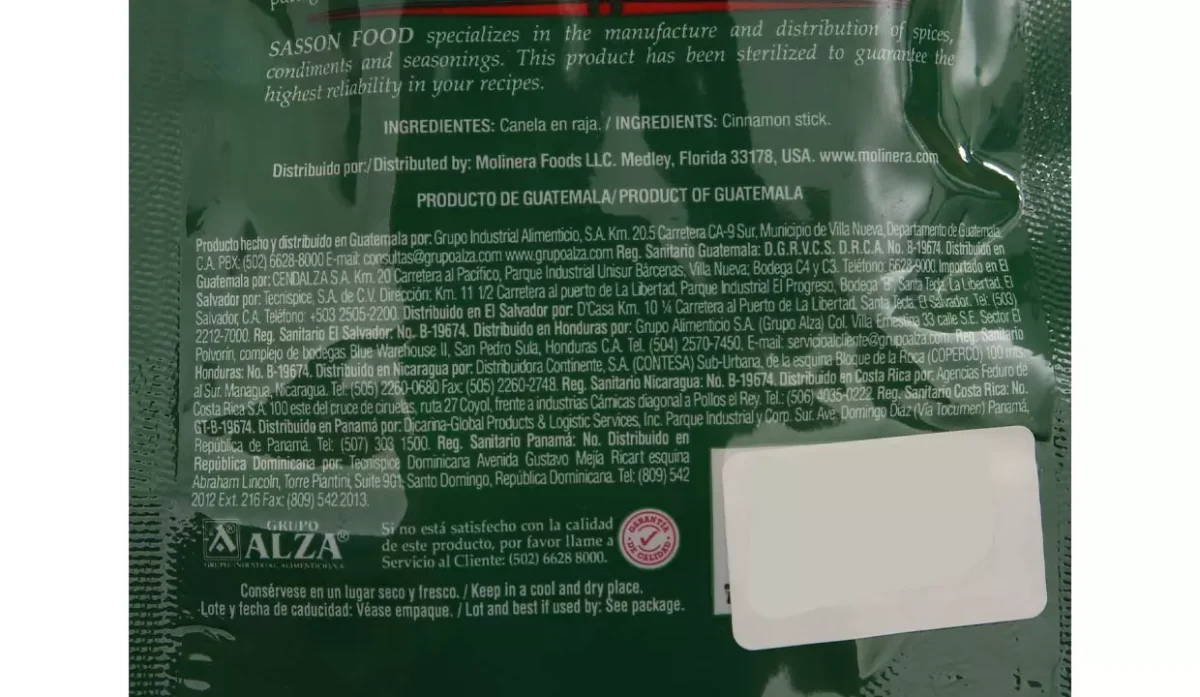 SASSON FOOD specializes in the manufacture and distribution of spices,
condiments and seasonings. This product has been sterilized to guarantee the
highest reliability in your recipes.
INGREDIENTES: Canela en raja. / INGREDIENTS: Cinnamon stick.
Distribuido por:/Distributed by: Molinera Foods LLC. Medley, Florida 33178, USA. www.molinera.com
PRODUCTO DE GUATEMALA/ PRODUCT OF GUATEMALA
Producto hecho y distribuido en Guatemala por: Grupo Industrial Alimenticio, S.A. Km. 20.5 Carretera CA-9 Sur, Municipio de Villa Nueva, Departamento de Guatemala,
C.A. PBX: (502) 6628-8000 E-mail: consultas@grupoalza.com www.grupoalza.com Reg. Sanitario Guatemala: D.G.R.V.C.S. D.R.C.A. No. B-19674. Distribuido en
Guatemala por: CENDALZA S.A. Km. 20 Carretera al Pacífico, Parque Industrial Unisur Bárcenas, Villa Nueva; Bodega C4 y C3. Teléfono: 6628-9000. Importado en El
Salvador por: Tecnispice, S.A. de C.V. Dirección: Km. 11 1/2 Carretera al puerto de La Libertad, Parque Industrial El Progreso, Bodega "B", Santa Tecla, La Libertad, El
Salvador, C.A. Teléfono: +503 2505-2200. Distribuido en El Salvador por: D'Casa Km. 10 ¼ Carretera al Puerto de La Libertad, Santa Tecla, El Salvador. Tel: (503)
2212-7000. Reg. Sanitario El Salvador: No. B-19674. Distribuido en Honduras por: Grupo Alimenticio S.A. (Grupo Alza) Col. Villa Ernestina 33 calle S.E. Sector El
Polvorin, complejo de bodegas Blue Warehouse II, San Pedro Sula, Honduras C.A. Tel. (504) 2570-7450, E-mail: servicioalcliente@grupoalza.com. Reg. Sanitario
Honduras: No. B-19674. Distribuido en Nicaragua por: Distribuidora Continente, S.A. (CONTESA) Sub-Urbana, de la esquina Bloque de la Roca (COPERCO) 100 mts.
al Sur. Managua, Nicaragua. Tel: (505) 2260-0680 Fax: (505) 2260-2748. Reg. Sanitario Nicaragua: No. B-19674. Distribuido en Costa Rica por: Agencias Feduro de
Costa Rica S.A. 100 este del cruce de ciruelas, ruta 27 Coyol, frente a industrias Cárnicas diagonal a Pollos el Rey. Tel.: (506) 4035-0222. Reg. Sanitario Costa Rica: No.
GT-B-19674. Distribuido en Panamá por: Dicarina-Global Products & Logistic Services, Inc. Parque Industrial y Corp. Sur. Ave. Domingo Díaz (Vía Tocumen) Panamá,
República de Panamá. Tel: (507) 303 1500. Reg. Sanitario Panamá: No. Distribuido en
República Dominicana por: Tecnispice Dominicana Avenida Gustavo Mejía Ricart esquina
Abraham Lincoln, Torre Piantini, Suite 901, Santo Domingo, República Dominicana. Tel: (809) 542
2012 Ext. 216 Fax: (809) 542 2013.
GRUPO
ALZA®
GRUPO INDUSTRIAL ALIMENTICIO, S.A.
Si no está satisfecho con la calidad
de este producto, por favor llame a
Servicio al Cliente: (502) 6628 8000.
GARANTIA
DE CALIDAD
Consérvese en un lugar seco y fresco. / Keep in a cool and dry place.
Lote y fecha de caducidad: Véase empaque. / Lot and best if used by: See package.